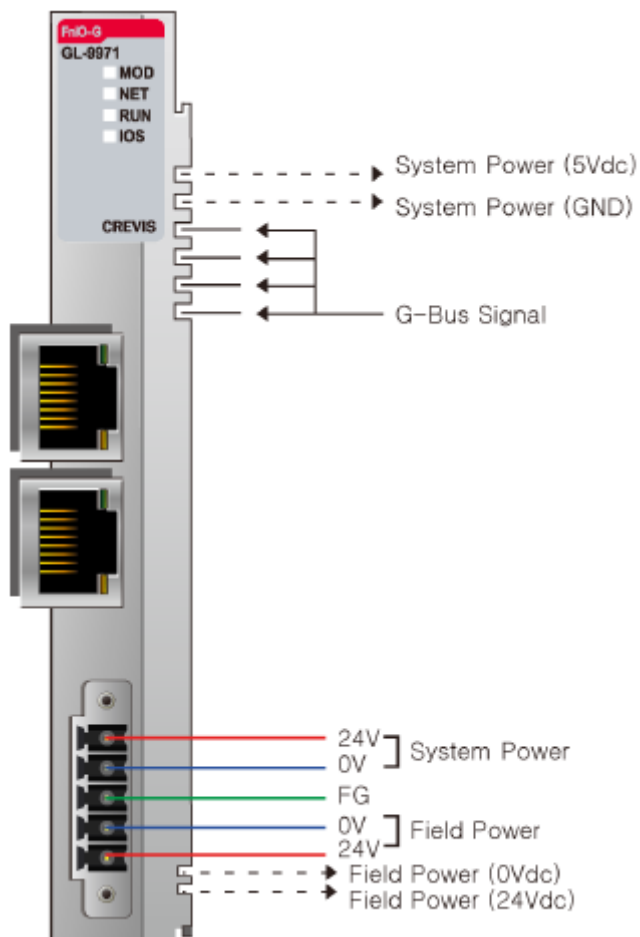 FnIO-G
GL-9971
MOD
NET
RUN
IOS
CREVIS
System Power (5Vdc)
System Power (GND)
G-Bus Signal
24V
0V
System Power
FG
0V
24V
Field Power
Field Power (0Vdc)
Field Power (24Vdc)